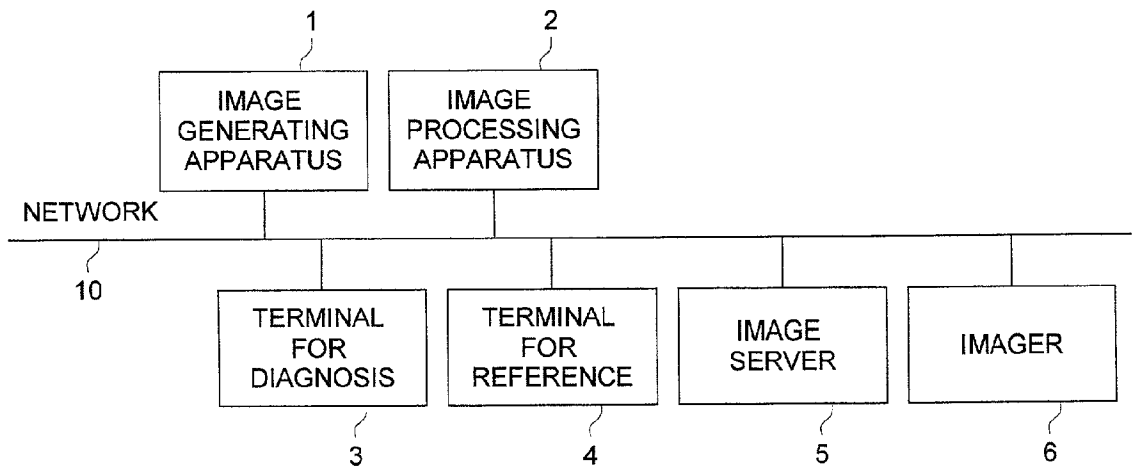 1
2
IMAGE
GENERATING
APPARATUS
IMAGE
PROCESSING
APPARATUS
NETWORK
10
TERMINAL
FOR
DIAGNOSIS
TERMINAL
FOR
REFERENCE
IMAGE
SERVER
IMAGER
3
4
5
6